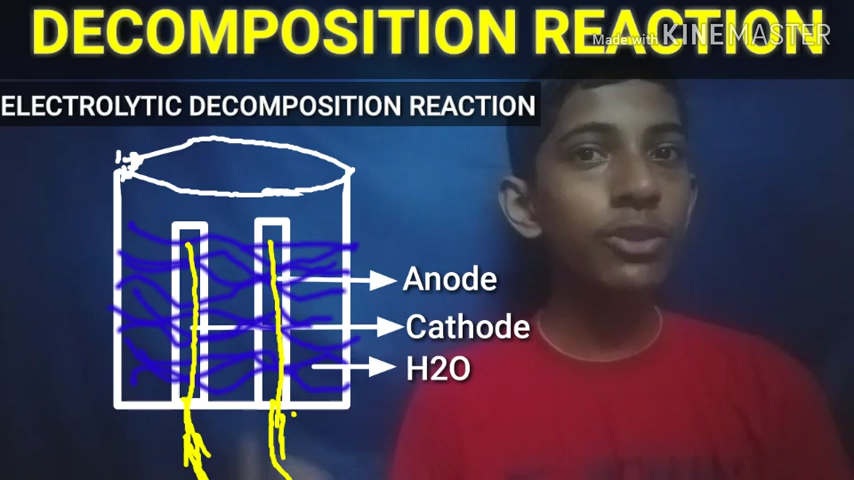 DECOMPOSITION REACTION
Made with KINEMASTER
ELECTROLYTIC DECOMPOSITION REACTION
Anode
Cathode
H2O